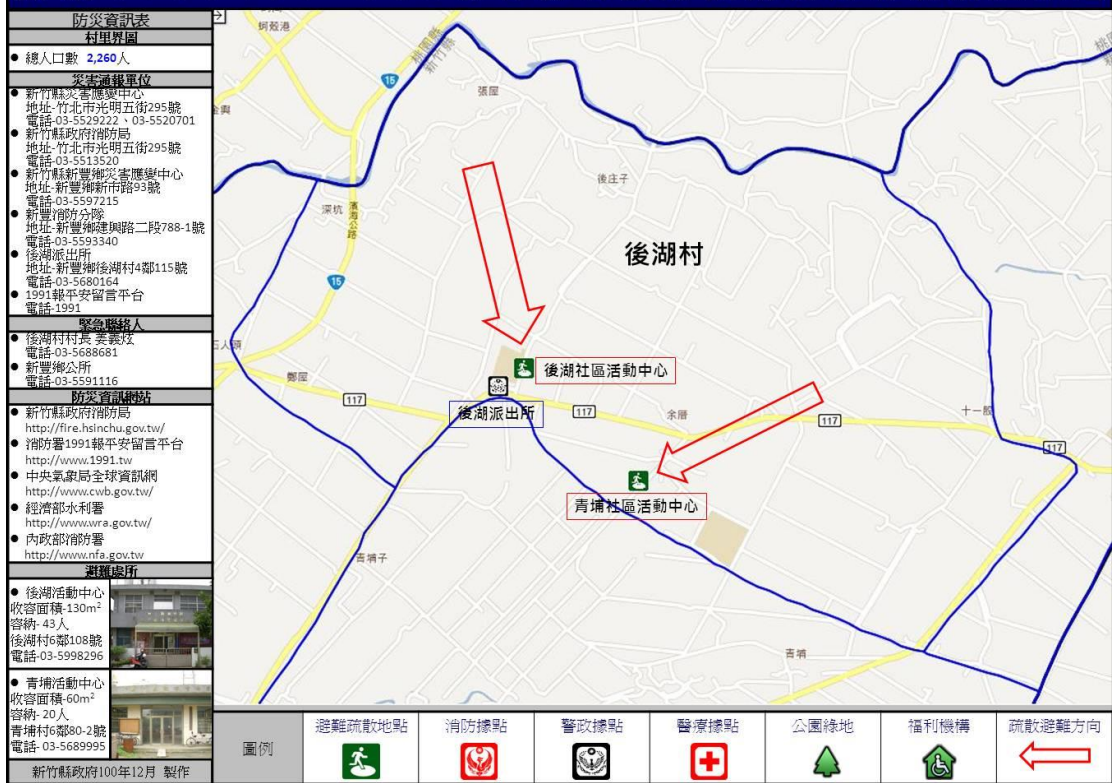 防災資訊表
村里界圖
● 總人口數 2,260人
災害通報單位
● 新竹縣災害應變中心
地址-竹北市光明五街295號
電話-03-5529222、03-5520701
● 新竹縣政府消防局
地址-竹北市光明五街295號
電話-03-5513520
● 新竹縣新豐鄉災害應變中心
地址-新豐鄉新市路93號
電話-03-5597215
● 新豐消防分隊
地址-新豐鄉建興路二段788-1號
電話-03-5593340
● 後湖派出所
地址-新豐鄉後湖村4鄰115號
電話-03-5680164
● 1991報平安留言平台
電話-1991
緊急聯絡人
● 後湖村村長 姜義炫
電話-03-5688681
● 新豐鄉公所
電話-03-5591116
防災資訊網站
● 新竹縣政府消防局
http://fire.hsinchu.gov.tw/
● 消防署1991報平安留言平台
http://www.1991.tw
● 中央氣象局全球資訊網
http://www.cwb.gov.tw/
● 經濟部水利署
http://www.wra.gov.tw/
● 內政部消防署
http://www.nfa.gov.tw
避難處所
● 後湖活動中心
收容面積-130m²
容納-43人
後湖村6鄰108號
電話-03-5998296
● 青埔活動中心
收容面積-60m²
容納-20人
青埔村6鄰80-2號
電話-03-5689995
新竹縣政府100年12月 製作
蚵殼港
桃園縣
新竹縣
15
張屋
後庄子
深坑
濱海公路
後湖村
15
後湖社區活動中心
鄭屋
117
後湖派出所
117
余厝
117
十一股
117
青埔社區活動中心
青埔子
青埔
圖例
避難疏散地點
消防據點
警政據點
醫療據點
公園綠地
福利機構
疏散避難方向